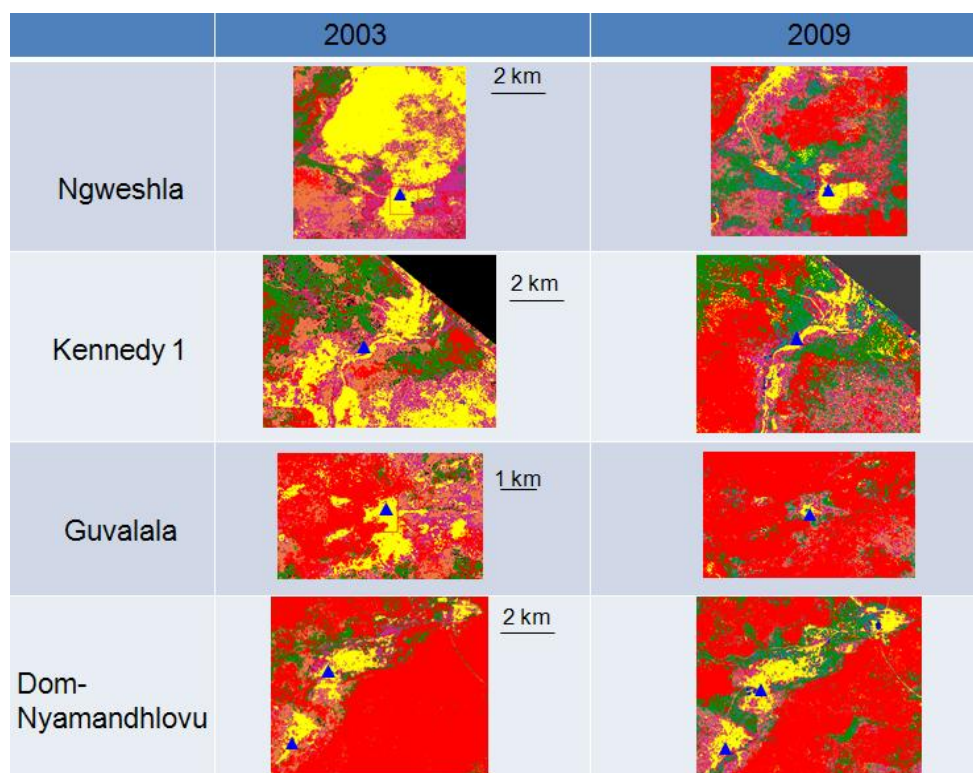 2003
2009
Ngweshla
2 km
Kennedy 1
2 km
Guvalala
1 km
Dom-
Nyamandhlovu
2 km